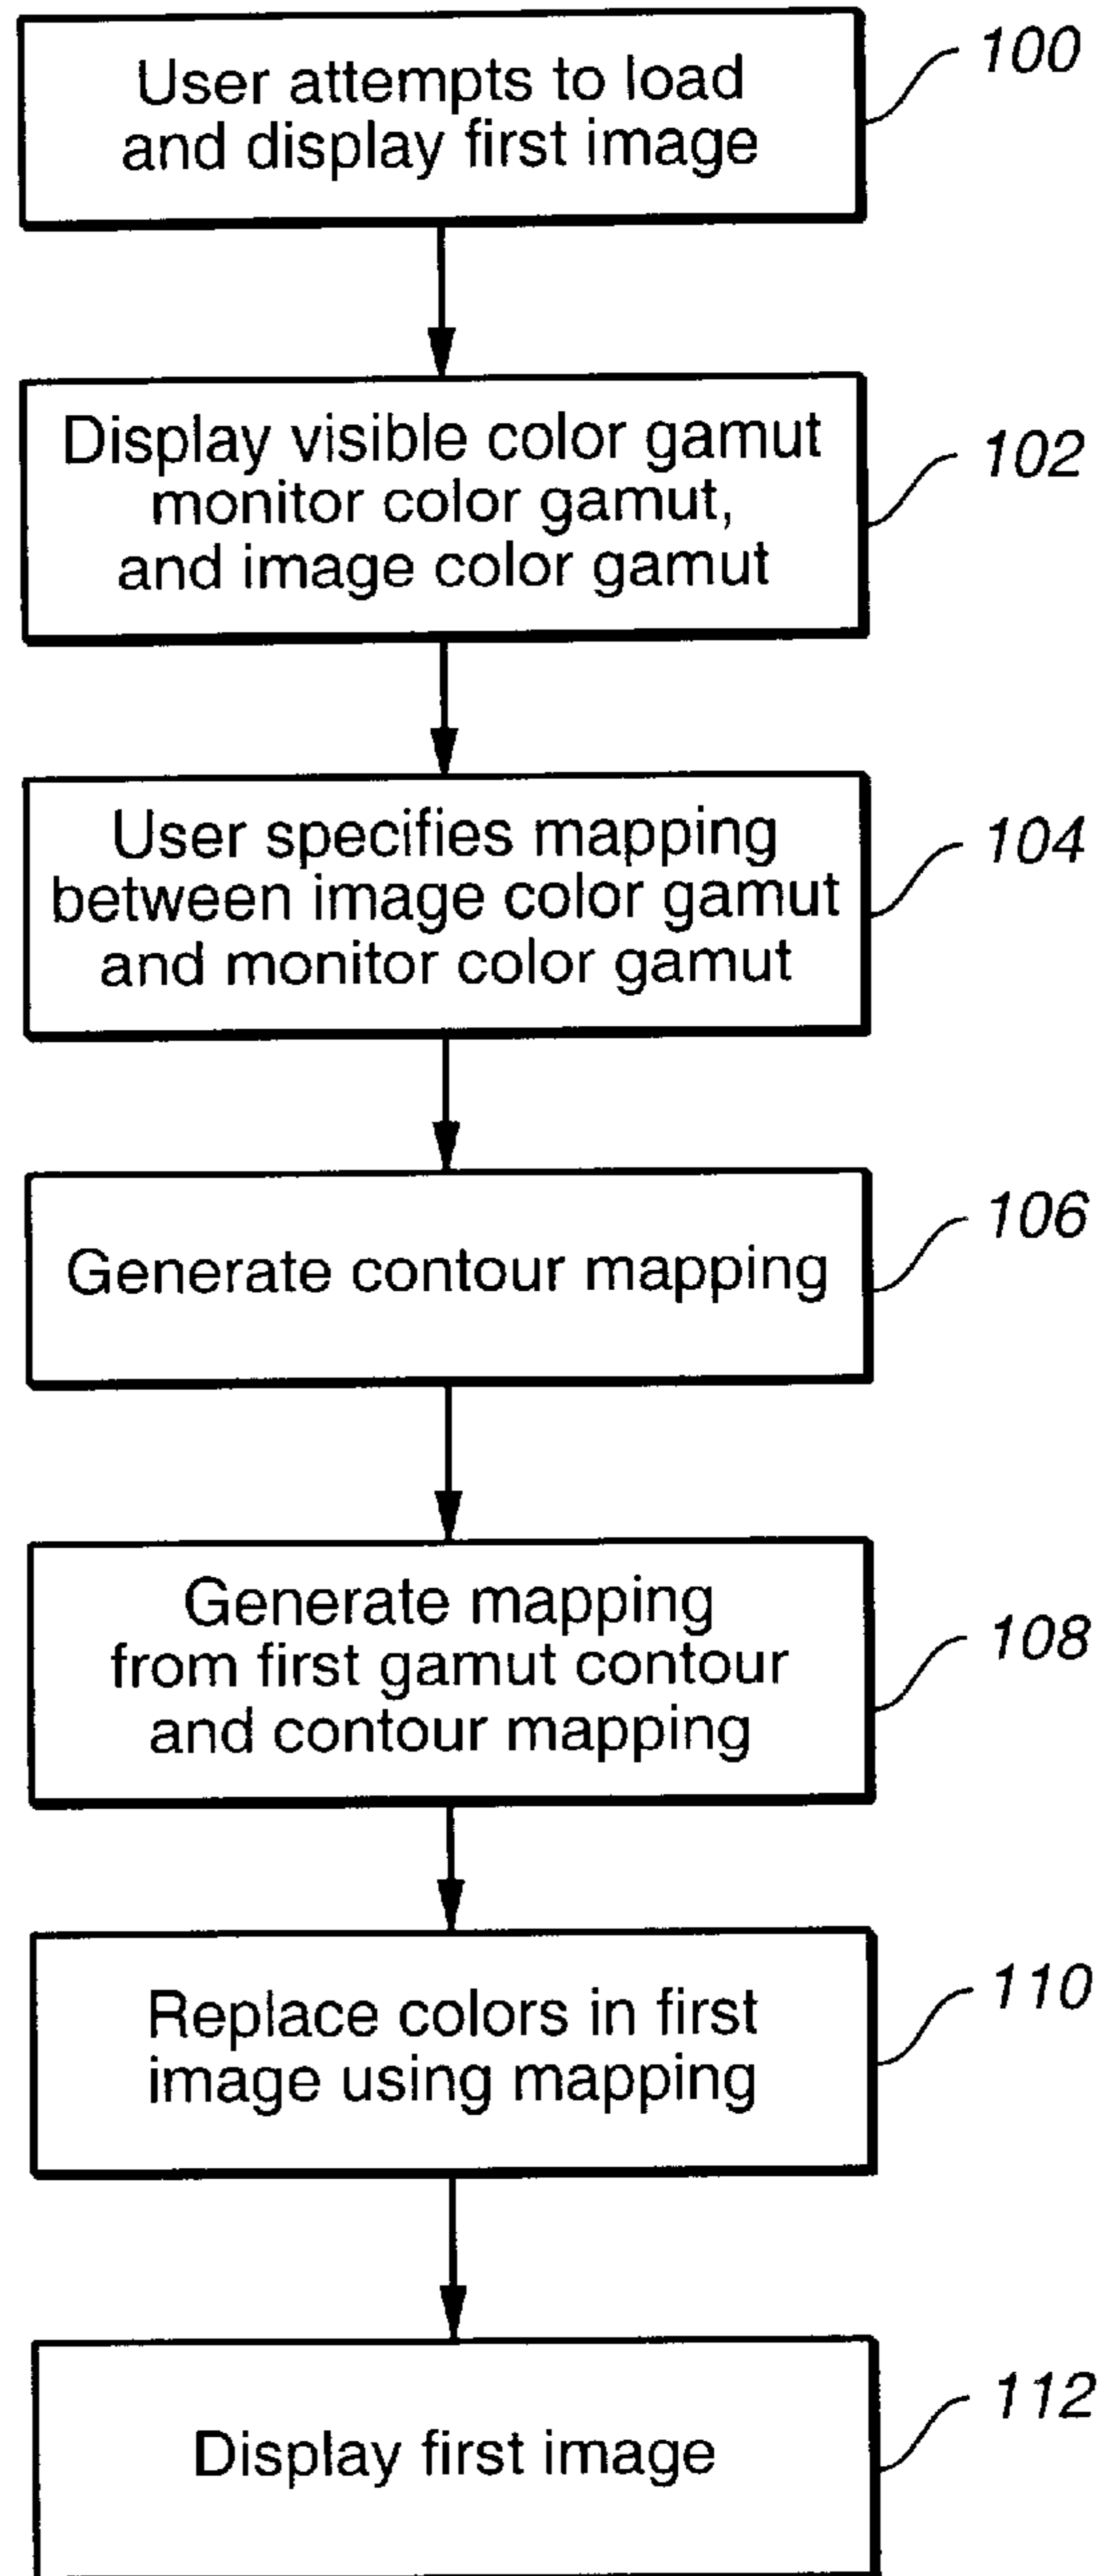 User attempts to load
and display first image
100
Display visible color gamut
monitor color gamut,
and image color gamut
102
User specifies mapping
between image color gamut
and monitor color gamut
104
Generate contour mapping
106
Generate mapping
from first gamut contour
and contour mapping
108
Replace colors in first
image using mapping
110
Display first image
112